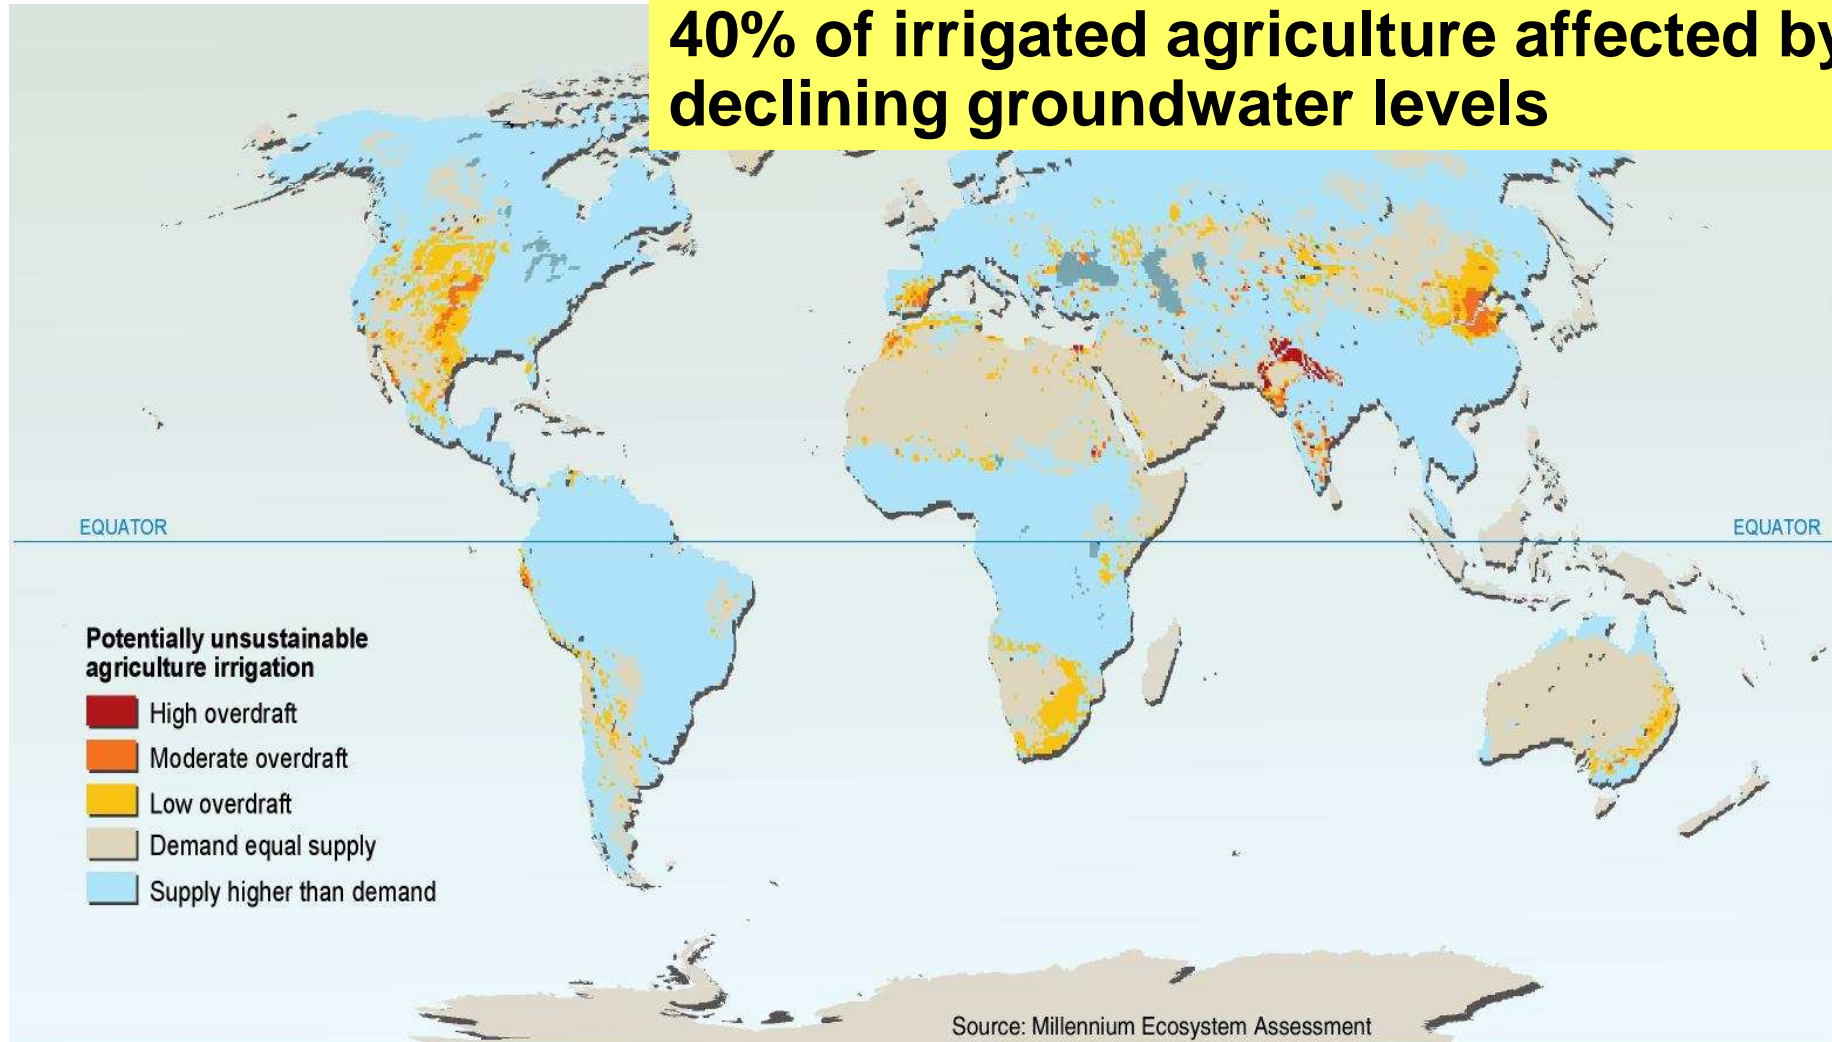 40% of irrigated agriculture affected by
declining groundwater levels
EQUATOR
EQUATOR
Potentially unsustainable
agriculture irrigation
High overdraft
Moderate overdraft
Low overdraft
Demand equal supply
Supply higher than demand
Source: Millennium Ecosystem Assessment